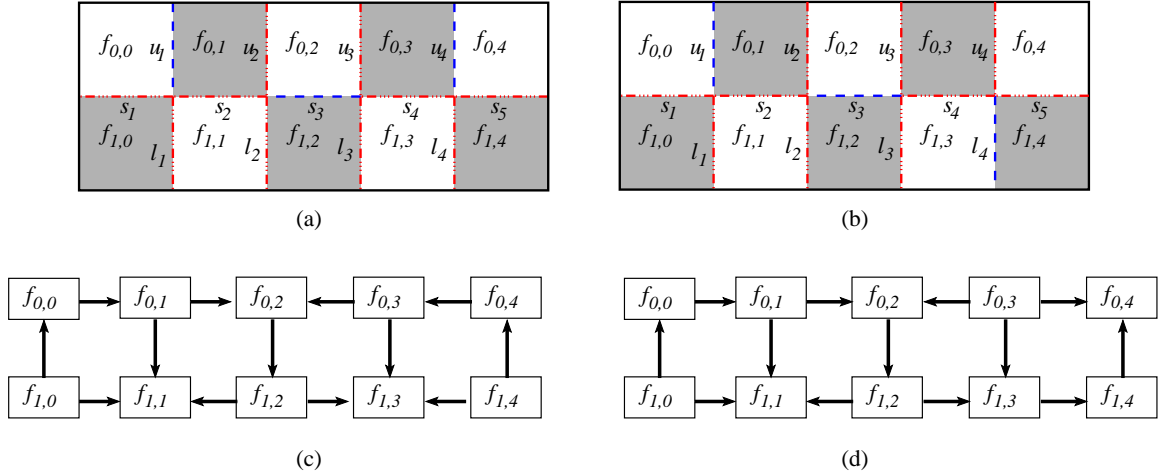 f0,0 u1 f0,1 u2 f0,2 u3 f0,3 u4 f0,4
s1 s2 s3 s4 s5
f1,0 l1 f1,1 l2 f1,2 l3 f1,3 l4 f1,4
(a)
f0,0 u1 f0,1 u2 f0,2 u3 f0,3 u4 f0,4
s1 s2 s3 s4 s5
f1,0 l1 f1,1 l2 f1,2 l3 f1,3 l4 f1,4
(b)
f0,0 f0,1 f0,2 f0,3 f0,4
f1,0 f1,1 f1,2 f1,3 f1,4
(c)
f0,0 f0,1 f0,2 f0,3 f0,4
f1,0 f1,1 f1,2 f1,3 f1,4
(d)